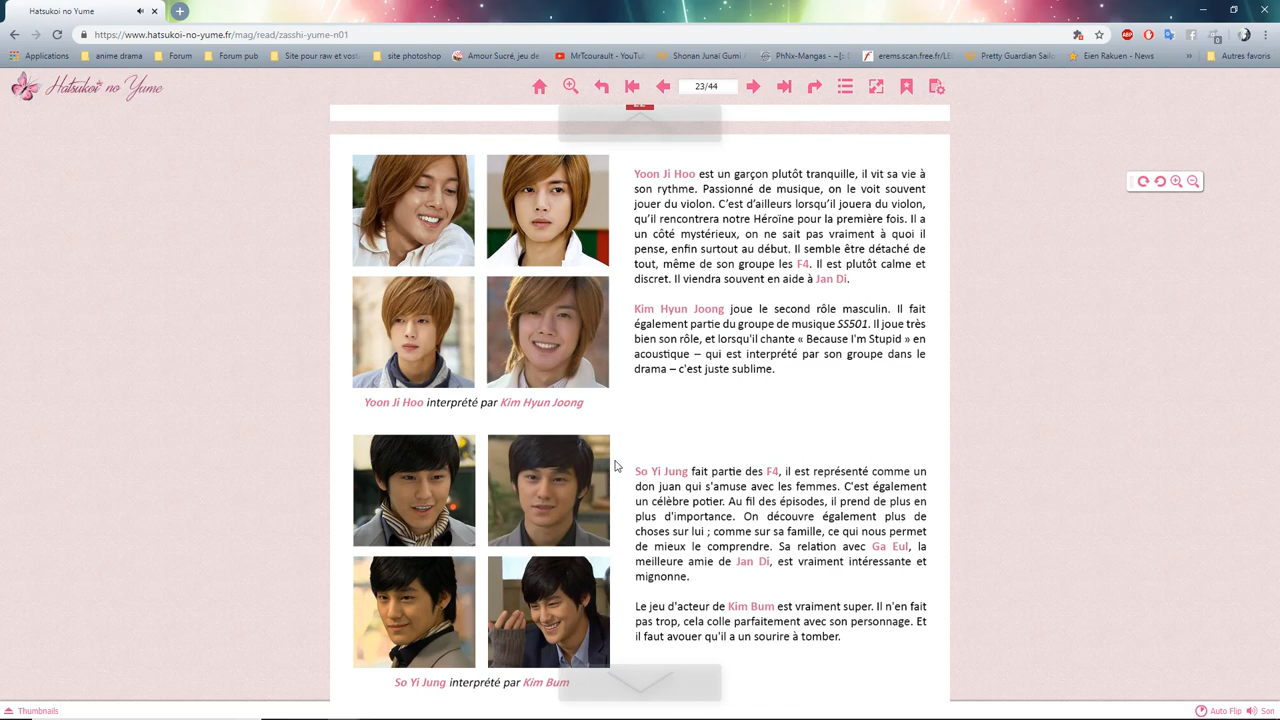 Hatsukoi no Yume
https://www.hatsukoi-no-yume.fr/mag/read/zasshi-yume-n01
Applications
anime drama
Forum
Forum pub
Site pour raw et vost
site photoshop
Amour Sucré, jeu de
MrTcourault - YouTu
Shonan Junaï Gumi
PhNx-Mangas - ~[:
erems.scan.free.fr/LE
Pretty Guardian Sail
Eien Rakuen - News
Autres favoris
Hatsukoi no Yume
23/44
Yoon Ji Hoo est un garçon plutôt tranquille, il vit sa vie à
son rythme. Passionné de musique, on le voit souvent
jouer du violon. C'est d'ailleurs lorsqu'il jouera du violon,
qu'il rencontrera notre Héroïne pour la première fois. Il a
un côté mystérieux, on ne sait pas vraiment à quoi il
pense, enfin surtout au début. Il semble être détaché de
tout, même de son groupe les F4. Il est plutôt calme et
discret. Il viendra souvent en aide à Jan Di.
Kim Hyun Joong joue le second rôle masculin. Il fait
également partie du groupe de musique SS501. Il joue très
bien son rôle, et lorsqu'il chante « Because I'm Stupid » en
acoustique – qui est interprété par son groupe dans le
drama – c'est juste sublime.
Yoon Ji Hoo interprété par Kim Hyun Joong
So Yi Jung fait partie des F4, il est représenté comme un
don juan qui s'amuse avec les femmes. C'est également
un célèbre potier. Au fil des épisodes, il prend de plus en
plus d'importance. On découvre également plus de
choses sur lui ; comme sur sa famille, ce qui nous permet
de mieux le comprendre. Sa relation avec Ga Eul, la
meilleure amie de Jan Di, est vraiment intéressante et
mignonne.
Le jeu d'acteur de Kim Bum est vraiment super. Il n'en fait
pas trop, cela colle parfaitement avec son personnage. Et
il faut avouer qu'il a un sourire à tomber.
So Yi Jung interprété par Kim Bum
Thumbnails
Auto Flip
Son